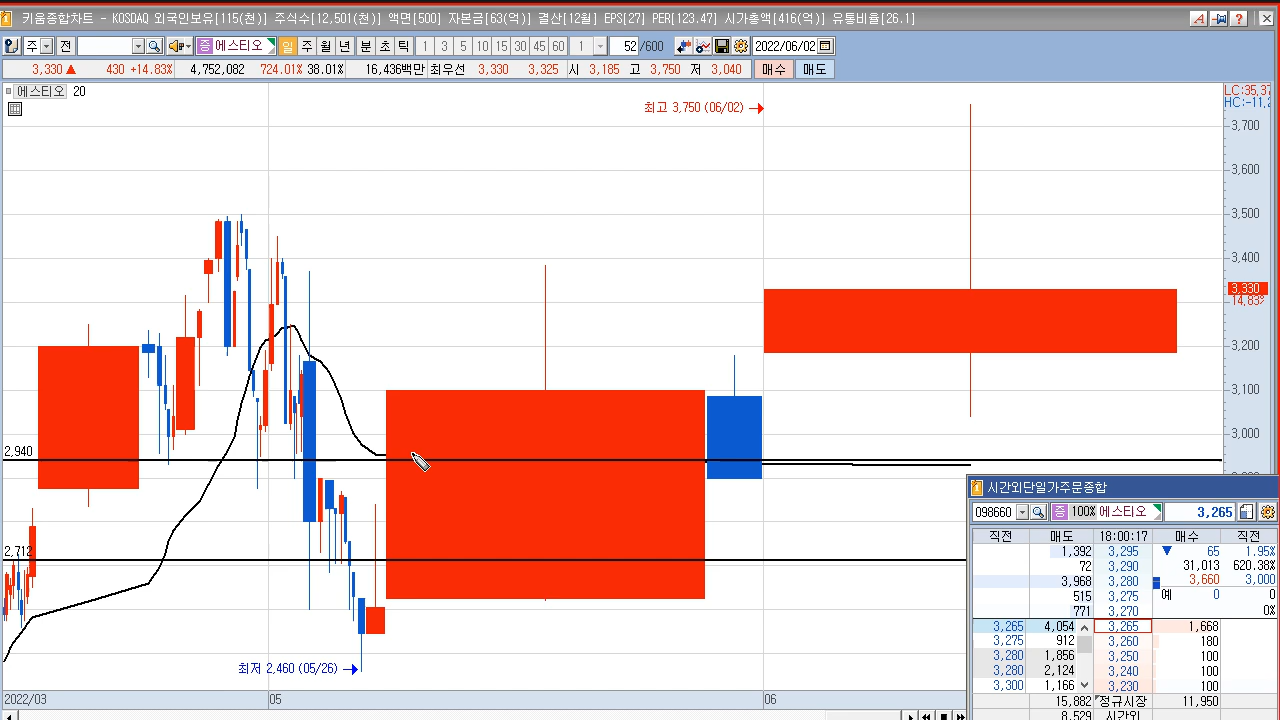 키움종합차트 - KOSDAQ 외국인보유[115(천)] 주식수[12,501(천)] 액면[500] 자본금[63(억)] 결산[12월] EPS[27] PER[123.47] 시가총액[416(억)] 유통비율[26.1]
주 전 증 에스티오 일 주 월 년 분 초 틱 1 3 5 10 15 30 45 60 1 52 /600 2022/06/02
3,330 ▲ 430 +14.83% 4,752,082 724.01% 38.01% 16,436백만 최우선 3,330 3,325 시 3,185 고 3,750 저 3,040 매수 매도
에스티오 20
LC:35,37
HC:-11,2
최고 3,750 (06/02)
3,700
3,600
3,500
3,400
3,330
14,83%
3,200
3,100
3,000
2,940
2,712
최저 2,460 (05/26)
2022/03 05 06
시간외단일가주문종합
098660 증 100% 에스티오 3,265
직전 매도 18:00:17 매수 직전
1,392 3,295 ▼ 65 1.95%
72 3,290 31,013 620.36%
3,968 3,280 3,660 3,000
515 3,275 예 0 0
771 3,270 0%
3,265 4,054 3,265 1,668
3,275 912 3,260 180
3,280 1,856 3,250 100
3,280 2,124 3,240 100
3,300 1,166 3,230 100
15,882 정규시장 11,950
8,529 시간외